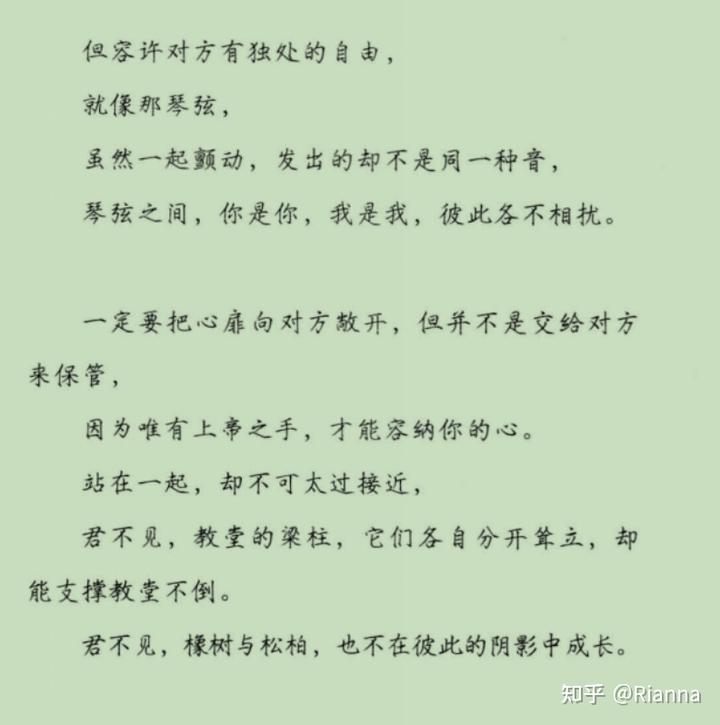 但容许对方有独处的自由，
就像那琴弦，
虽然一起颤动，发出的却不是同一种音，
琴弦之间，你是你，我是我，彼此各不相扰。
一定要把心扉向对方敞开，但并不是交给对方
来保管，
因为唯有上帝之手，才能容纳你的心。
站在一起，却不可太过接近，
君不见，教堂的梁柱，它们各自分开耸立，却
能支撑教堂不倒。
君不见，橡树与松柏，也不在彼此的阴影中成长。
知乎 @Rianna